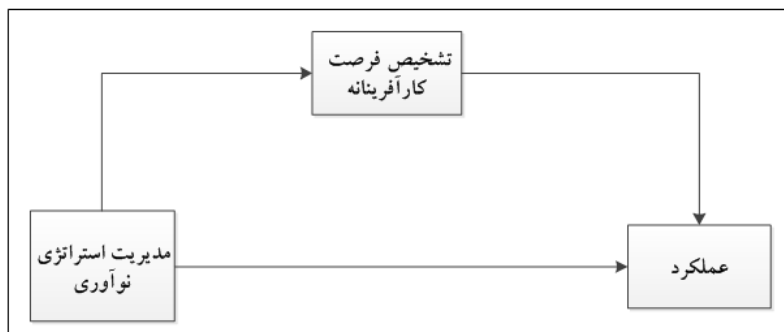 تشخیص فرصت
کارآفرینانه
مدیریت استراتژی
نوآوری
عملکرد